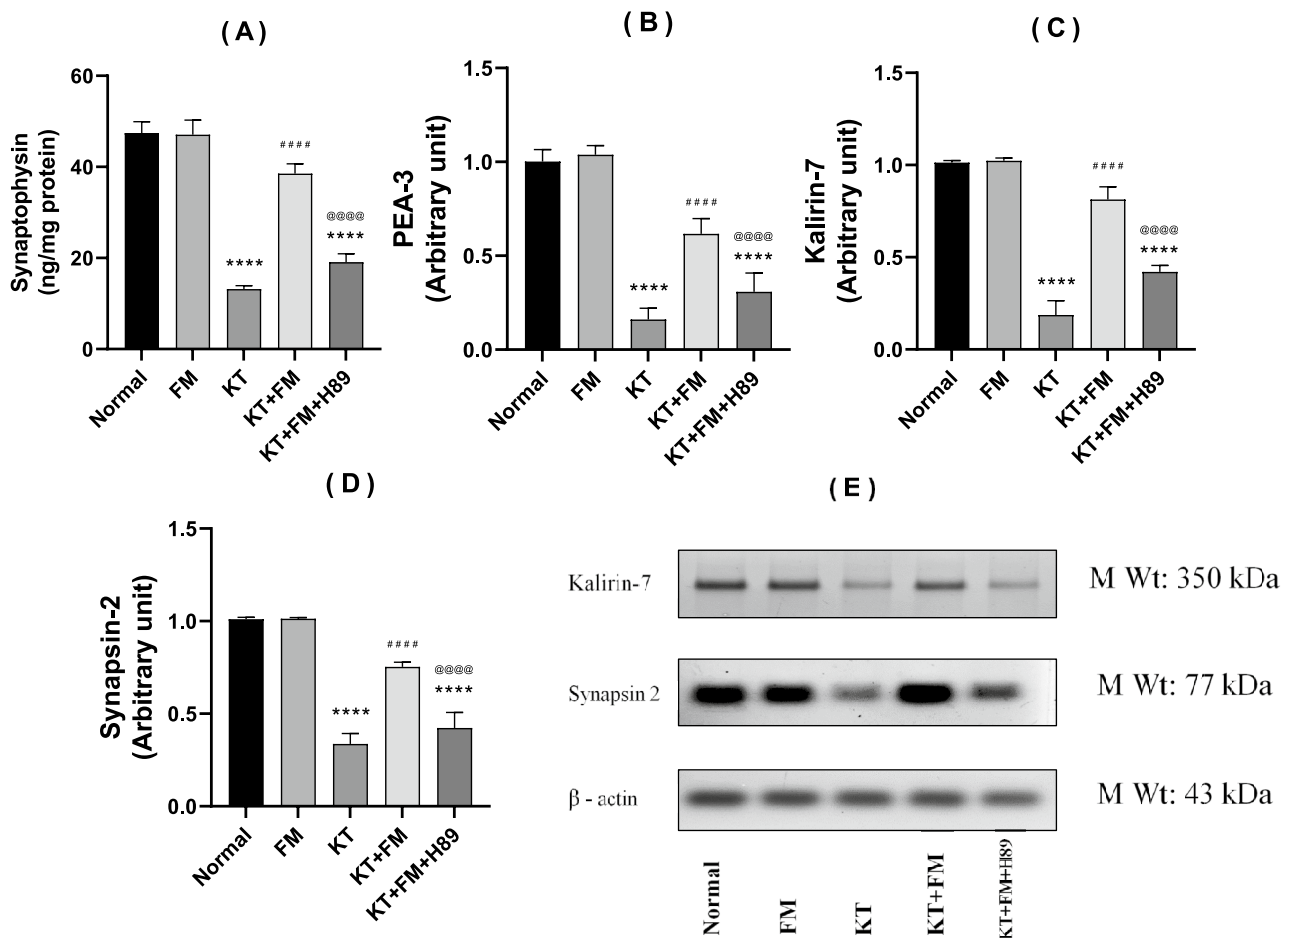 ( A )
Synaptophysin
(ng/mg protein)
60
40
20
0
****
####
@@@@
****
Normal
FM
KT
KT+FM
KT+FM+H89
( B )
PEA-3
(Arbitrary unit)
1.5
1.0
0.5
0.0
****
####
@@@@
****
Normal
FM
KT
KT+FM
KT+FM+H89
( C )
Kalirin-7
(Arbitrary unit)
1.5
1.0
0.5
0.0
****
####
@@@@
****
Normal
FM
KT
KT+FM
KT+FM+H89
( D )
Synapsin-2
(Arbitrary unit)
1.5
1.0
0.5
0.0
****
####
@@@@
****
Normal
FM
KT
KT+FM
KT+FM+H89
( E )
Kalirin-7
M Wt: 350 kDa
Synapsin 2
M Wt: 77 kDa
β - actin
M Wt: 43 kDa
Normal
FM
KT
KT+FM
KT+FM+H89